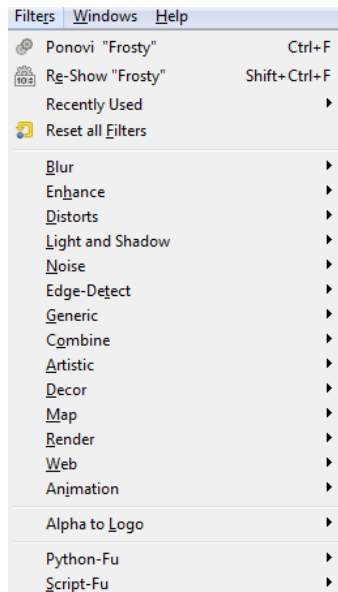 Filters Windows Help
Ponovi "Frosty" Ctrl+F
Re-Show "Frosty" Shift+Ctrl+F
Recently Used
Reset all Filters
Blur
Enhance
Distorts
Light and Shadow
Noise
Edge-Detect
Generic
Combine
Artistic
Decor
Map
Render
Web
Animation
Alpha to Logo
Python-Fu
Script-Fu